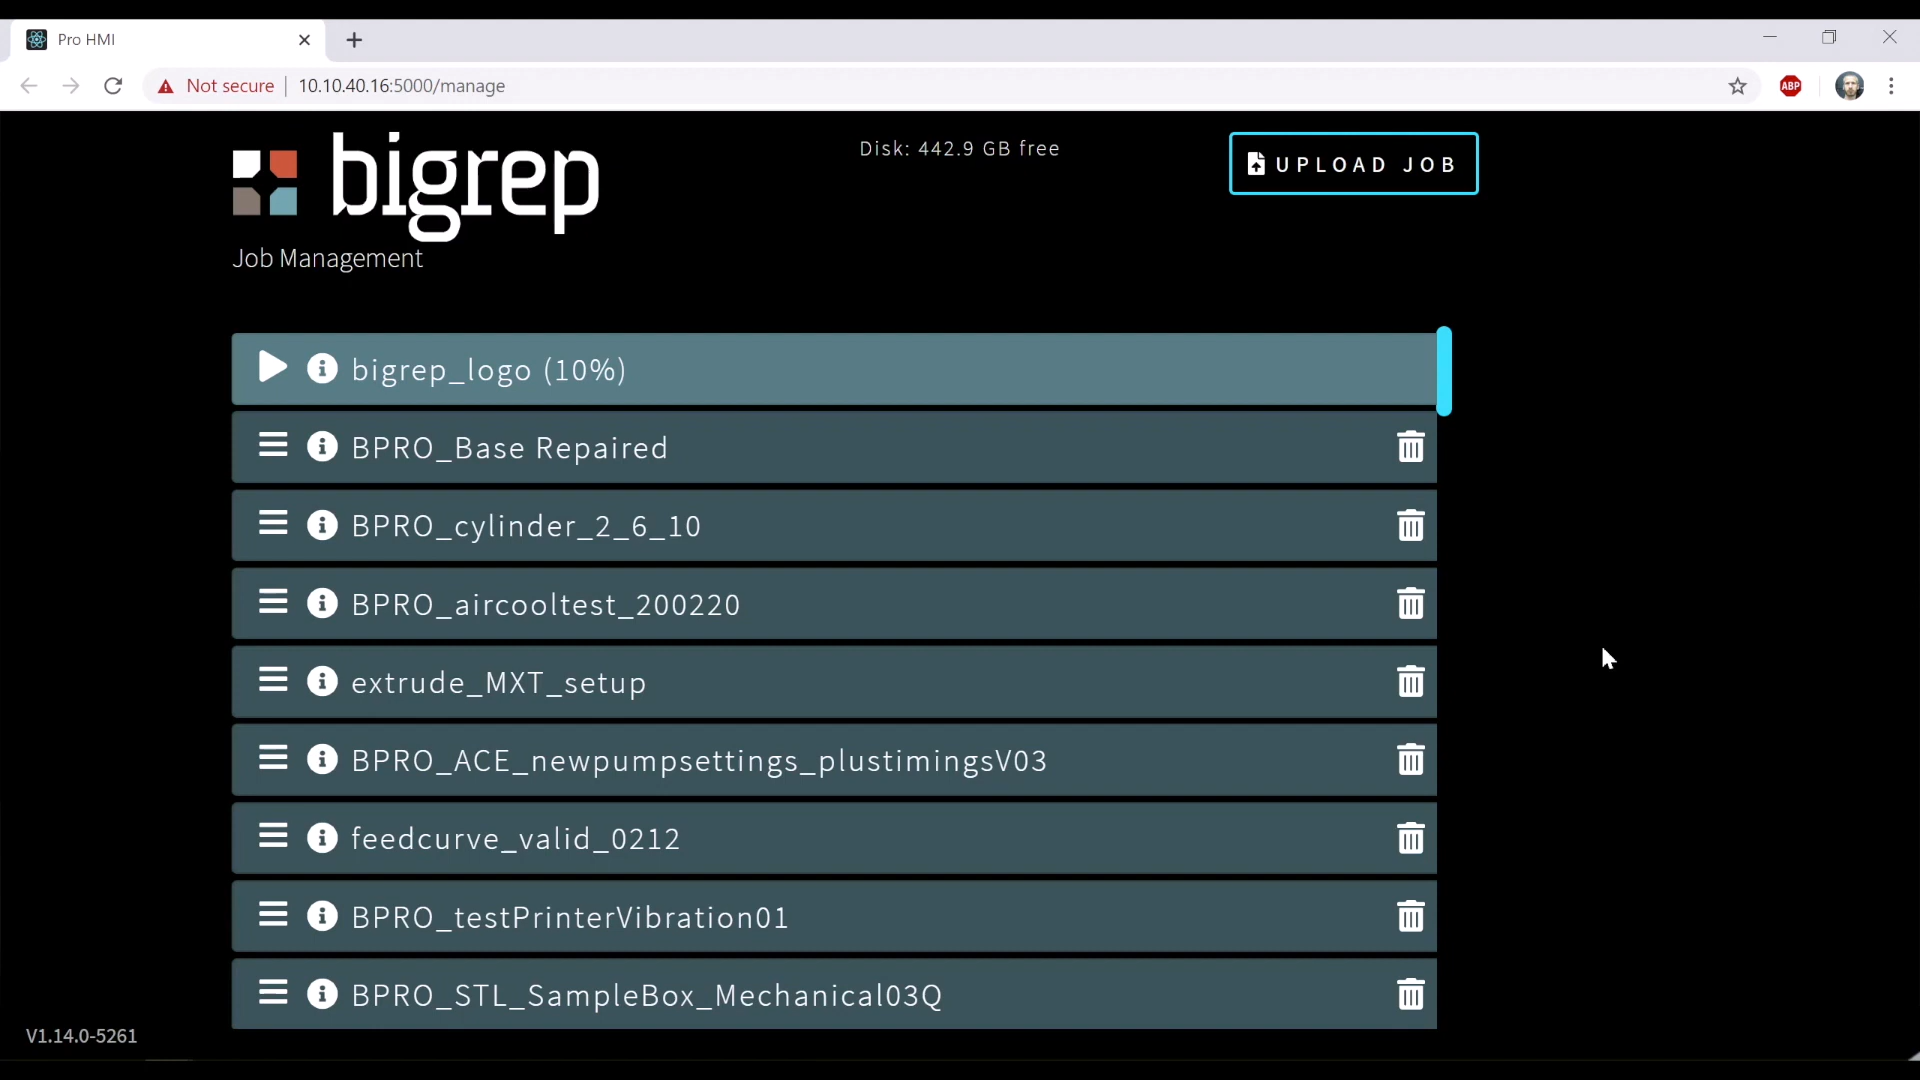 Pro HMI
Not secure 10.10.40.16:5000/manage
ABP
bigrep
Disk: 442.9 GB free
UPLOAD JOB
Job Management
bigrep_logo (10%)
BPRO_Base Repaired
BPRO_cylinder_2_6_10
BPRO_aircooltest_200220
extrude_MXT_setup
BPRO_ACE_newpumpsettings_plustimingsV03
feedcurve_valid_0212
BPRO_testPrinterVibration01
BPRO_STL_SampleBox_Mechanical03Q
V1.14.0-5261